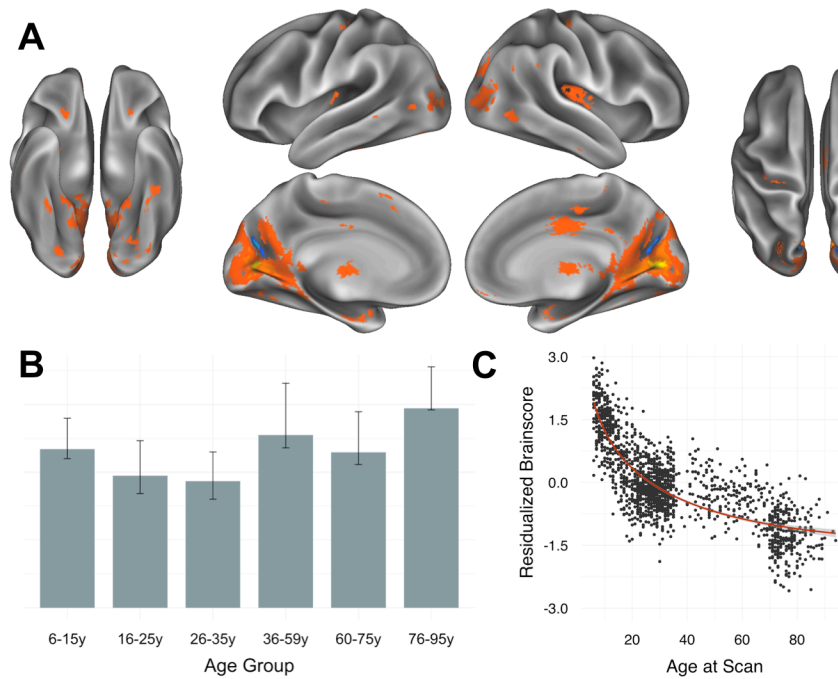 A
B
6-15y 16-25y 26-35y 36-59y 60-75y 76-95y
Age Group
C
3.0
1.5
0.0
-1.5
-3.0
Residualized Brainscore
20 40 60 80
Age at Scan